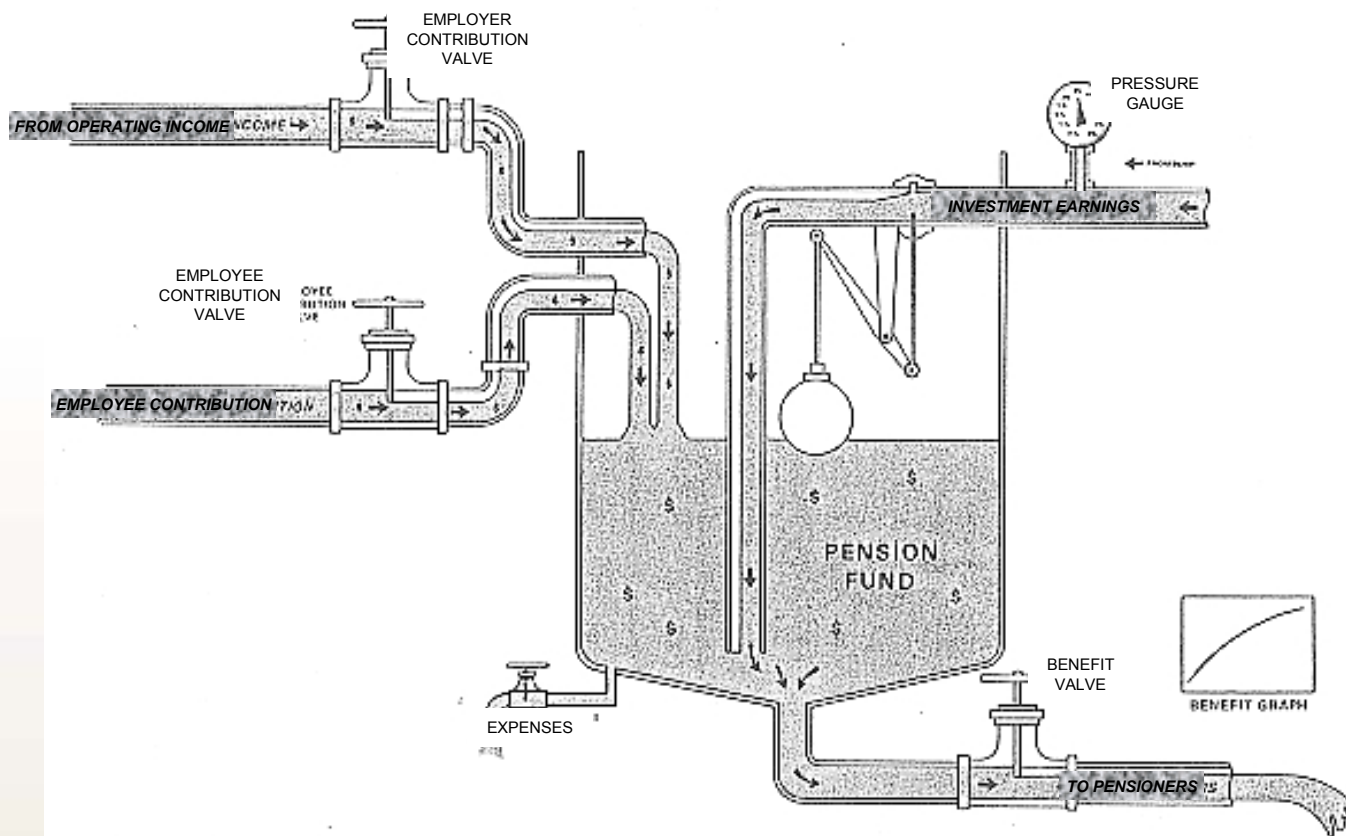 EMPLOYER
CONTRIBUTION
VALVE
PRESSURE
GAUGE
FROM OPERATING INCOME
INCOME
INVESTMENT EARNINGS
EMPLOYEE
CONTRIBUTION
VALVE
EMPLOYEE CONTRIBUTION
$ $
$
PENSION
FUND
$ $
$ $
BENEFIT
VALVE
BENEFIT GRAPH
EXPENSES
TO PENSIONERS